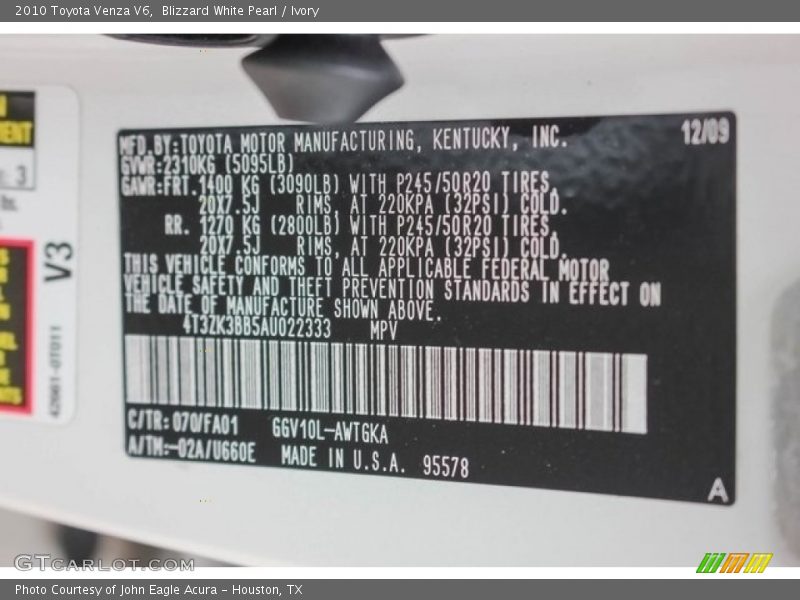 2010 Toyota Venza V6,  Blizzard White Pearl / Ivory
MFD.BY:TOYOTA MOTOR MANUFACTURING, KENTUCKY, INC. 12/09
GVWR:2310KG (5095LB)
GAWR:FRT.1400 KG (3090LB) WITH P245/50R20 TIRES,
20X7.5J RIMS, AT 220KPA (32PSI) COLD.
RR. 1270 KG (2800LB) WITH P245/50R20 TIRES,
20X7.5J RIMS, AT 220KPA (32PSI) COLD.
THIS VEHICLE CONFORMS TO ALL APPLICABLE FEDERAL MOTOR
VEHICLE SAFETY AND THEFT PREVENTION STANDARDS IN EFFECT ON
THE DATE OF MANUFACTURE SHOWN ABOVE.
4T3ZK3BB5AU022333 MPV
C/TR:070/FA01 GGV10L-AWTGKA
A/TM:-02A/U660E MADE IN U.S.A. 95578
A
V3
42661-0T011
GTCARLOT.COM
Photo Courtesy of John Eagle Acura - Houston, TX